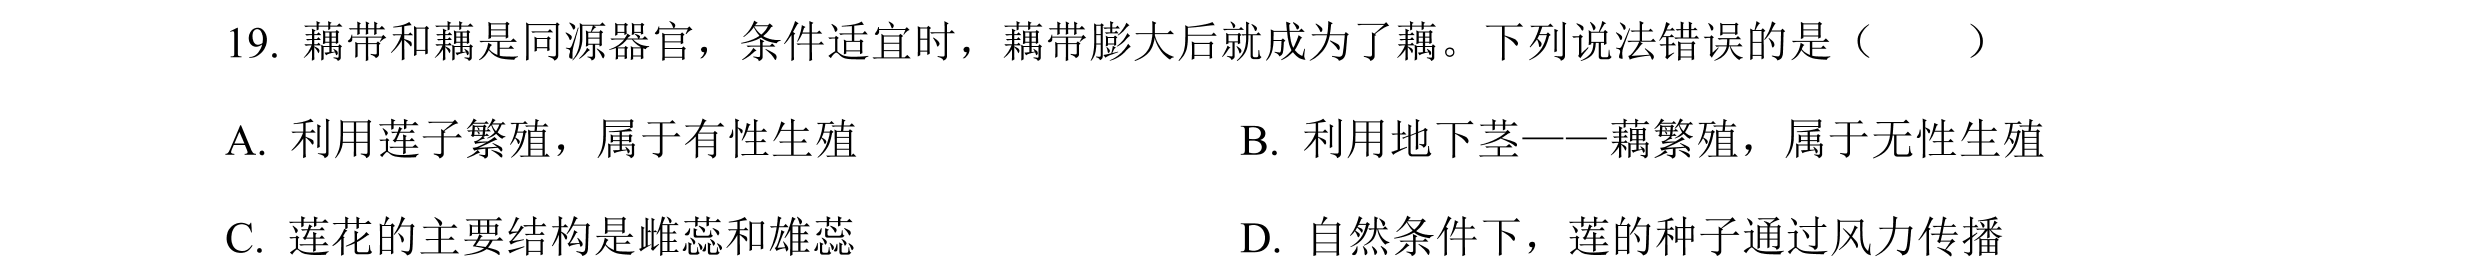 19. 藕带和藕是同源器官，条件适宜时，藕带膨大后就成为了藕。下列说法错误的是（　　）
A. 利用莲子繁殖，属于有性生殖　　B. 利用地下茎——藕繁殖，属于无性生殖
C. 莲花的主要结构是雌蕊和雄蕊　　D. 自然条件下，莲的种子通过风力传播